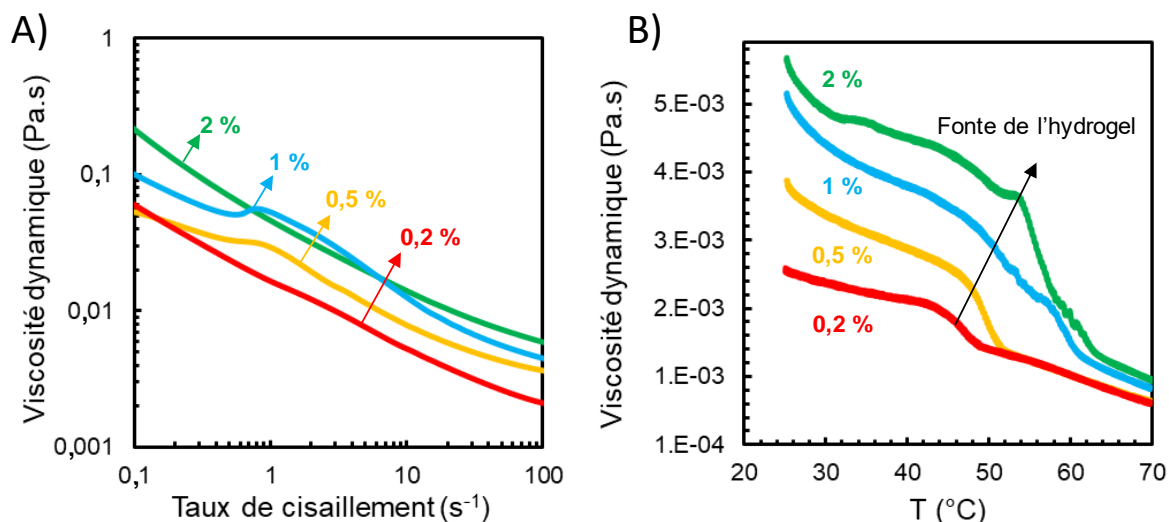 A)
Viscosité dynamique (Pa.s)
1
0,1
0,01
0,001
2 %
1 %
0,5 %
0,2 %
0,1
1
10
100
Taux de cisaillement (s⁻¹)
B)
Viscosité dynamique (Pa.s)
5.E-03
4.E-03
3.E-03
2.E-03
1.E-03
1.E-04
2 %
Fonte de l’hydrogel
1 %
0,5 %
0,2 %
20
30
40
50
60
70
T (°C)